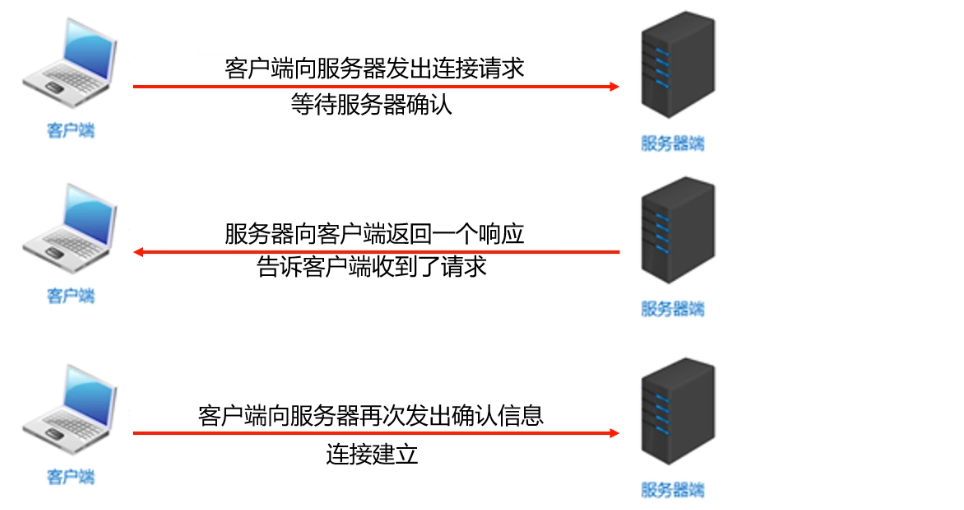 客户端向服务器发出连接请求
等待服务器确认
客户端
服务器端
服务器向客户端返回一个响应
告诉客户端收到了请求
客户端
服务器端
客户端向服务器再次发出确认信息
连接建立
客户端
服务器端